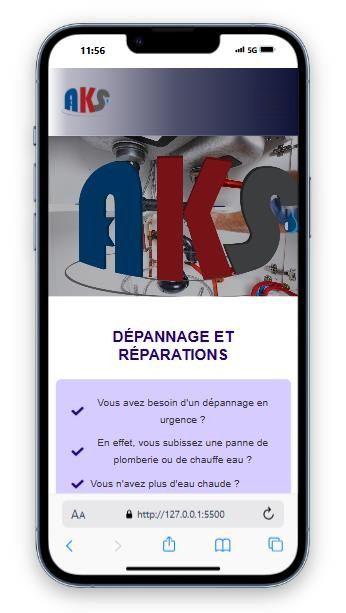 11:56
5G
AKS
AKS
DÉPANNAGE ET
RÉPARATIONS
Vous avez besoin d'un dépannage en
urgence ?
En effet, vous subissez une panne de
plomberie ou de chauffe eau ?
Vous n'avez plus d'eau chaude ?
AA http://127.0.0.1:5500